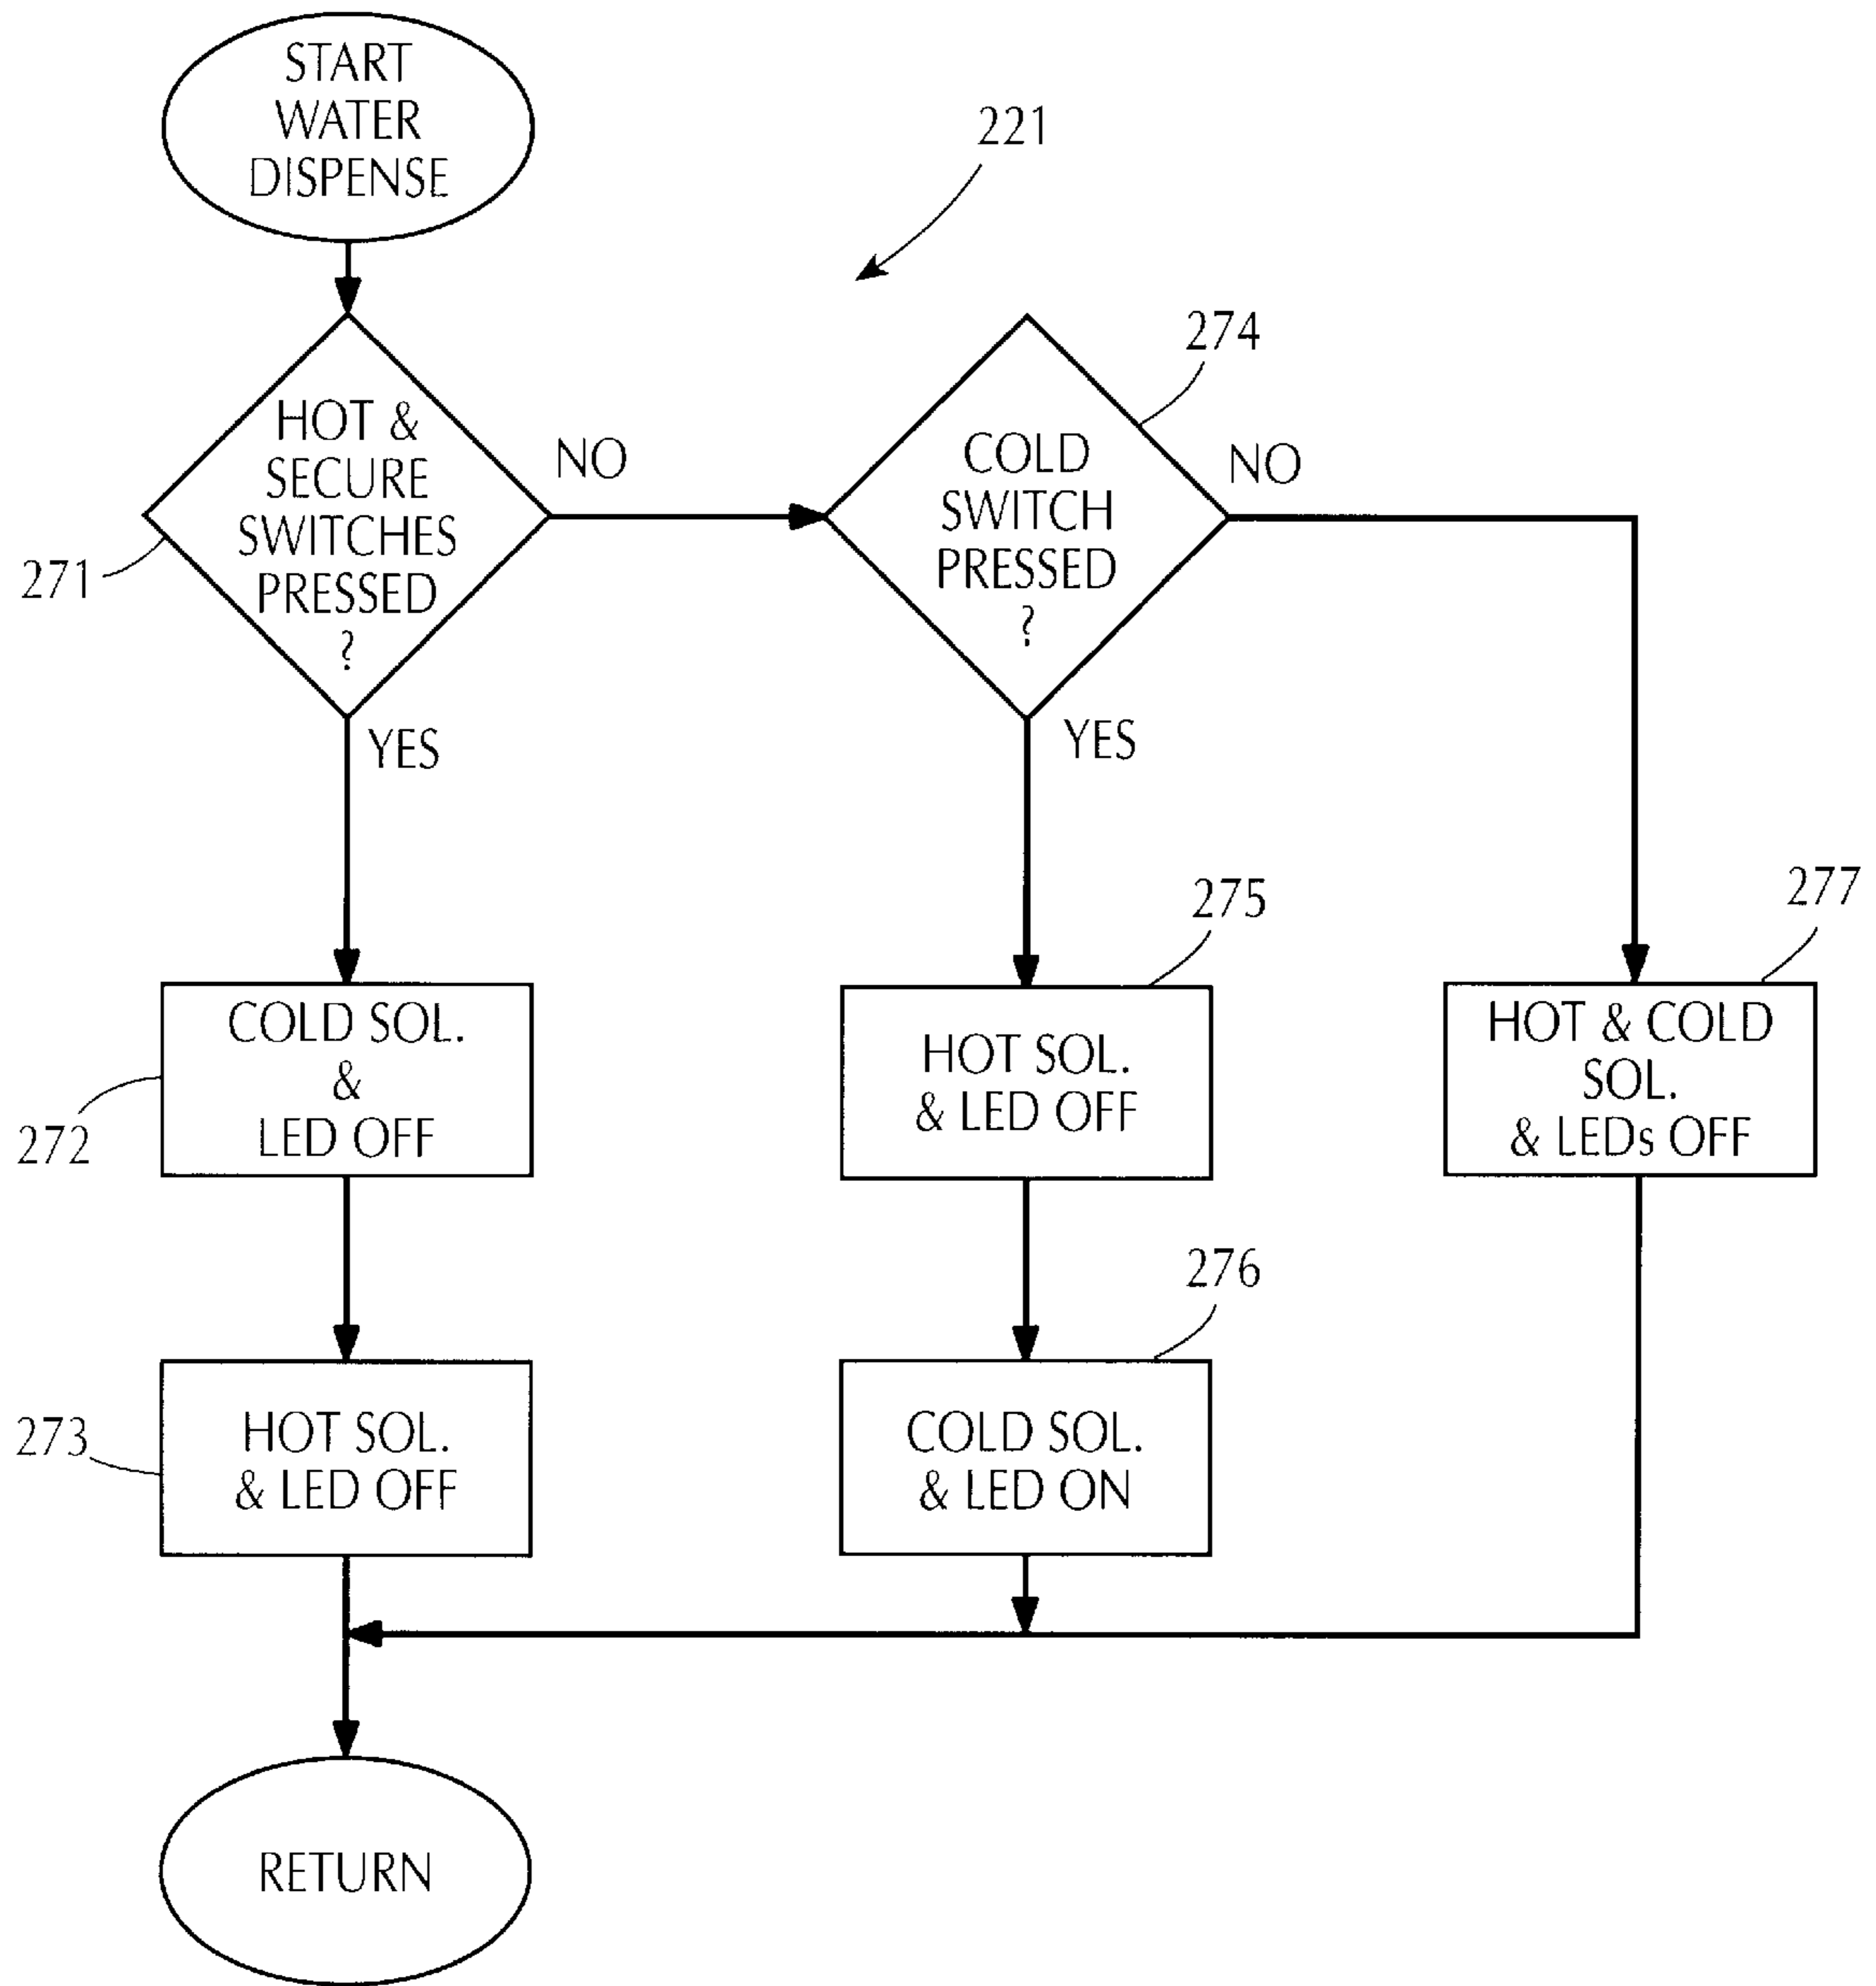 START
WATER
DISPENSE
221
HOT &
SECURE
SWITCHES
PRESSED
?
271
NO
YES
COLD
SWITCH
PRESSED
?
274
NO
YES
COLD SOL.
&
LED OFF
272
HOT SOL.
& LED OFF
275
HOT & COLD
SOL.
& LEDs OFF
277
HOT SOL.
& LED OFF
273
COLD SOL.
& LED ON
276
RETURN